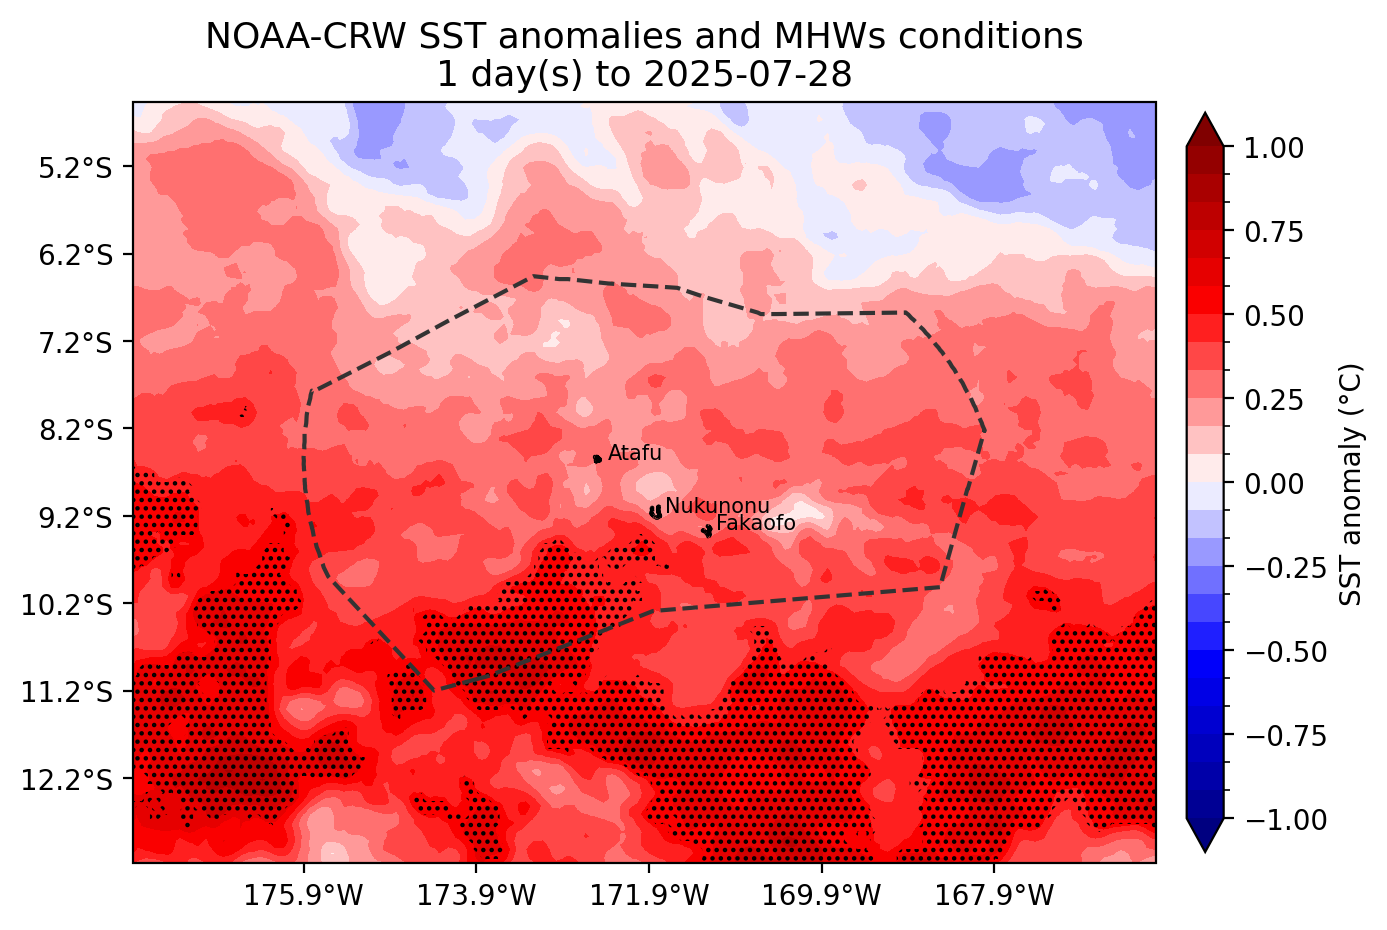 NOAA-CRW SST anomalies and MHWs conditions
1 day(s) to 2025-07-28
5.2°S
6.2°S
7.2°S
8.2°S
9.2°S
10.2°S
11.2°S
12.2°S
Atafu
Nukunonu
Fakaofo
175.9°W
173.9°W
171.9°W
169.9°W
167.9°W
1.00
0.75
0.50
0.25
0.00
−0.25
−0.50
−0.75
−1.00
SST anomaly (°C)